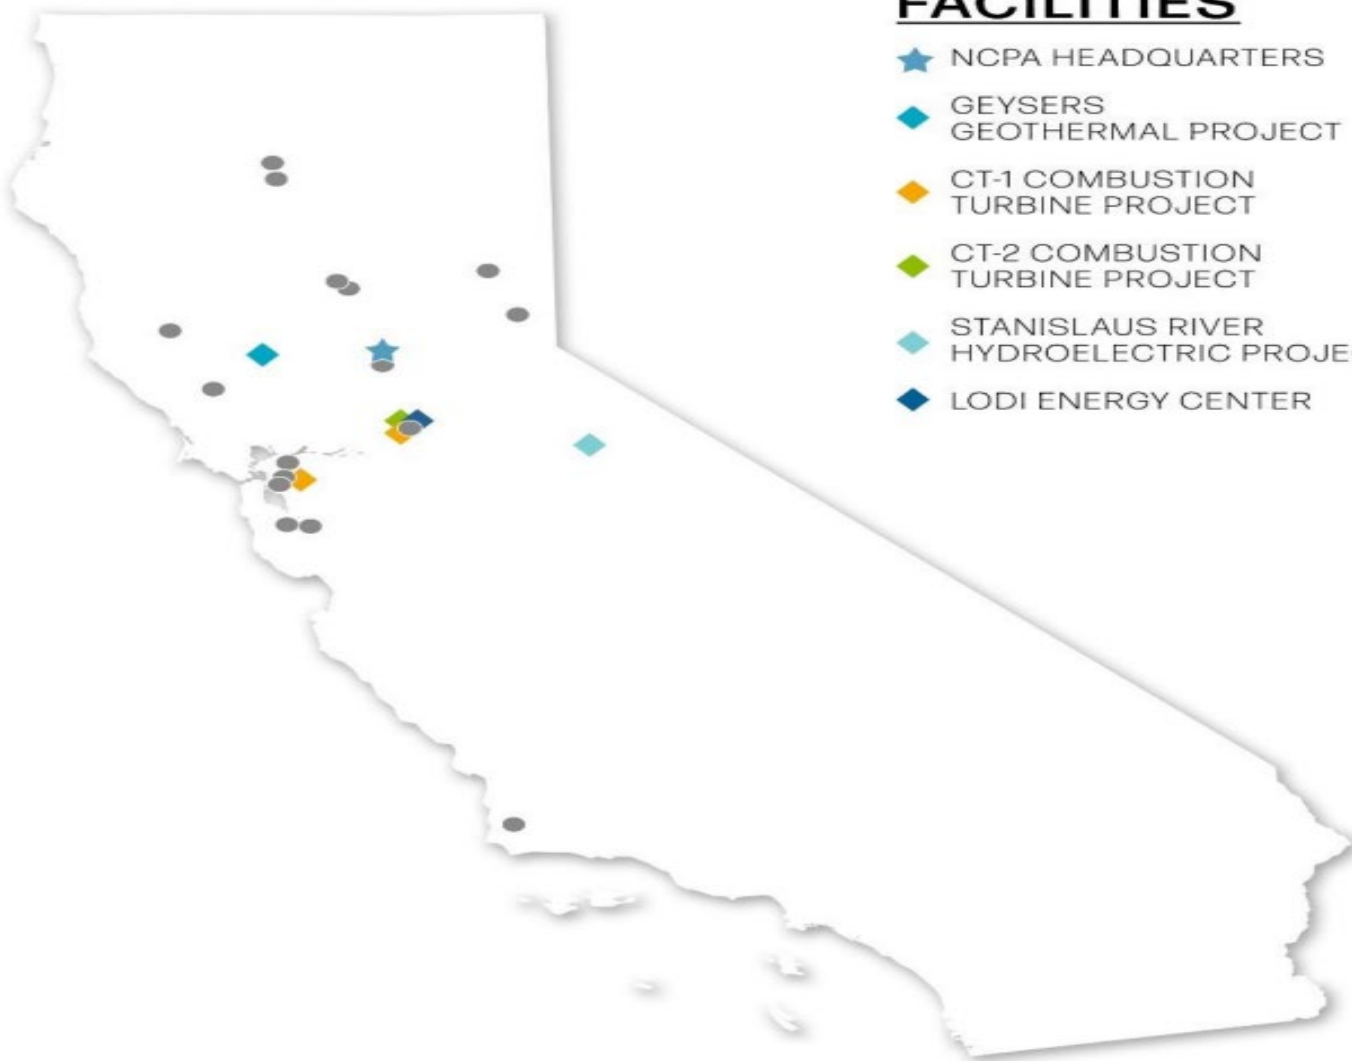 FACILITIES
NCPA HEADQUARTERS
GEYSERS
GEOTHERMAL PROJECT
CT-1 COMBUSTION
TURBINE PROJECT
CT-2 COMBUSTION
TURBINE PROJECT
STANISLAUS RIVER
HYDROELECTRIC
LODI ENERGY CENTER